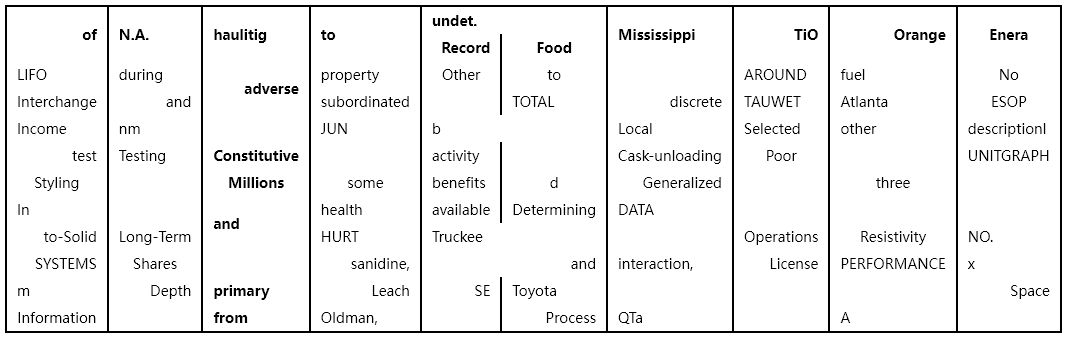 of N.A. haulitig to undet. Mississippi TiO Orange Enera
Record Food
LIFO during adverse property Other to AROUND fuel No
Interchange and subordinated TOTAL discrete TAUWET Atlanta ESOP
Income nm JUN b Local Selected other descriptionl
test Testing Constitutive activity Cask-unloading Poor UNITGRAPH
Styling Millions some benefits d Generalized three
In and health available Determining DATA
to-Solid Long-Term HURT Truckee Operations Resistivity NO.
SYSTEMS Shares sanidine, and interaction, License PERFORMANCE x
m Depth primary Leach SE Toyota Space
Information from Oldman, Process QTa A